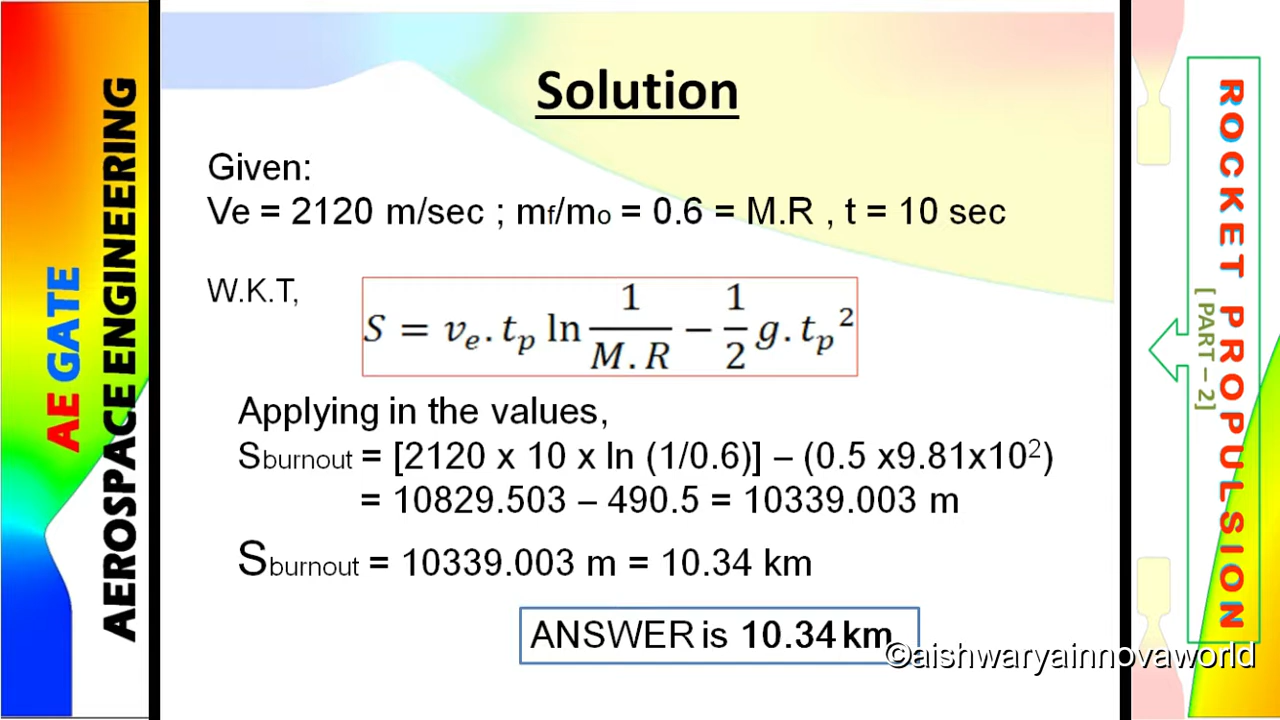 AE GATE
AEROSPACE ENGINEERING
Solution
Given:
Ve = 2120 m/sec ; mf/mo = 0.6 = M.R , t = 10 sec
W.K.T,
S = vₑ. tₚ ln 1/M.R − 1/2 g. tₚ²
Applying in the values,
Sburnout = [2120 x 10 x ln (1/0.6)] – (0.5 x9.81x10²)
= 10829.503 – 490.5 = 10339.003 m
Sburnout = 10339.003 m = 10.34 km
ANSWER is 10.34 km
©aishwaryainnovaworld
ROCKET PROPULSION
[ PART – 2]